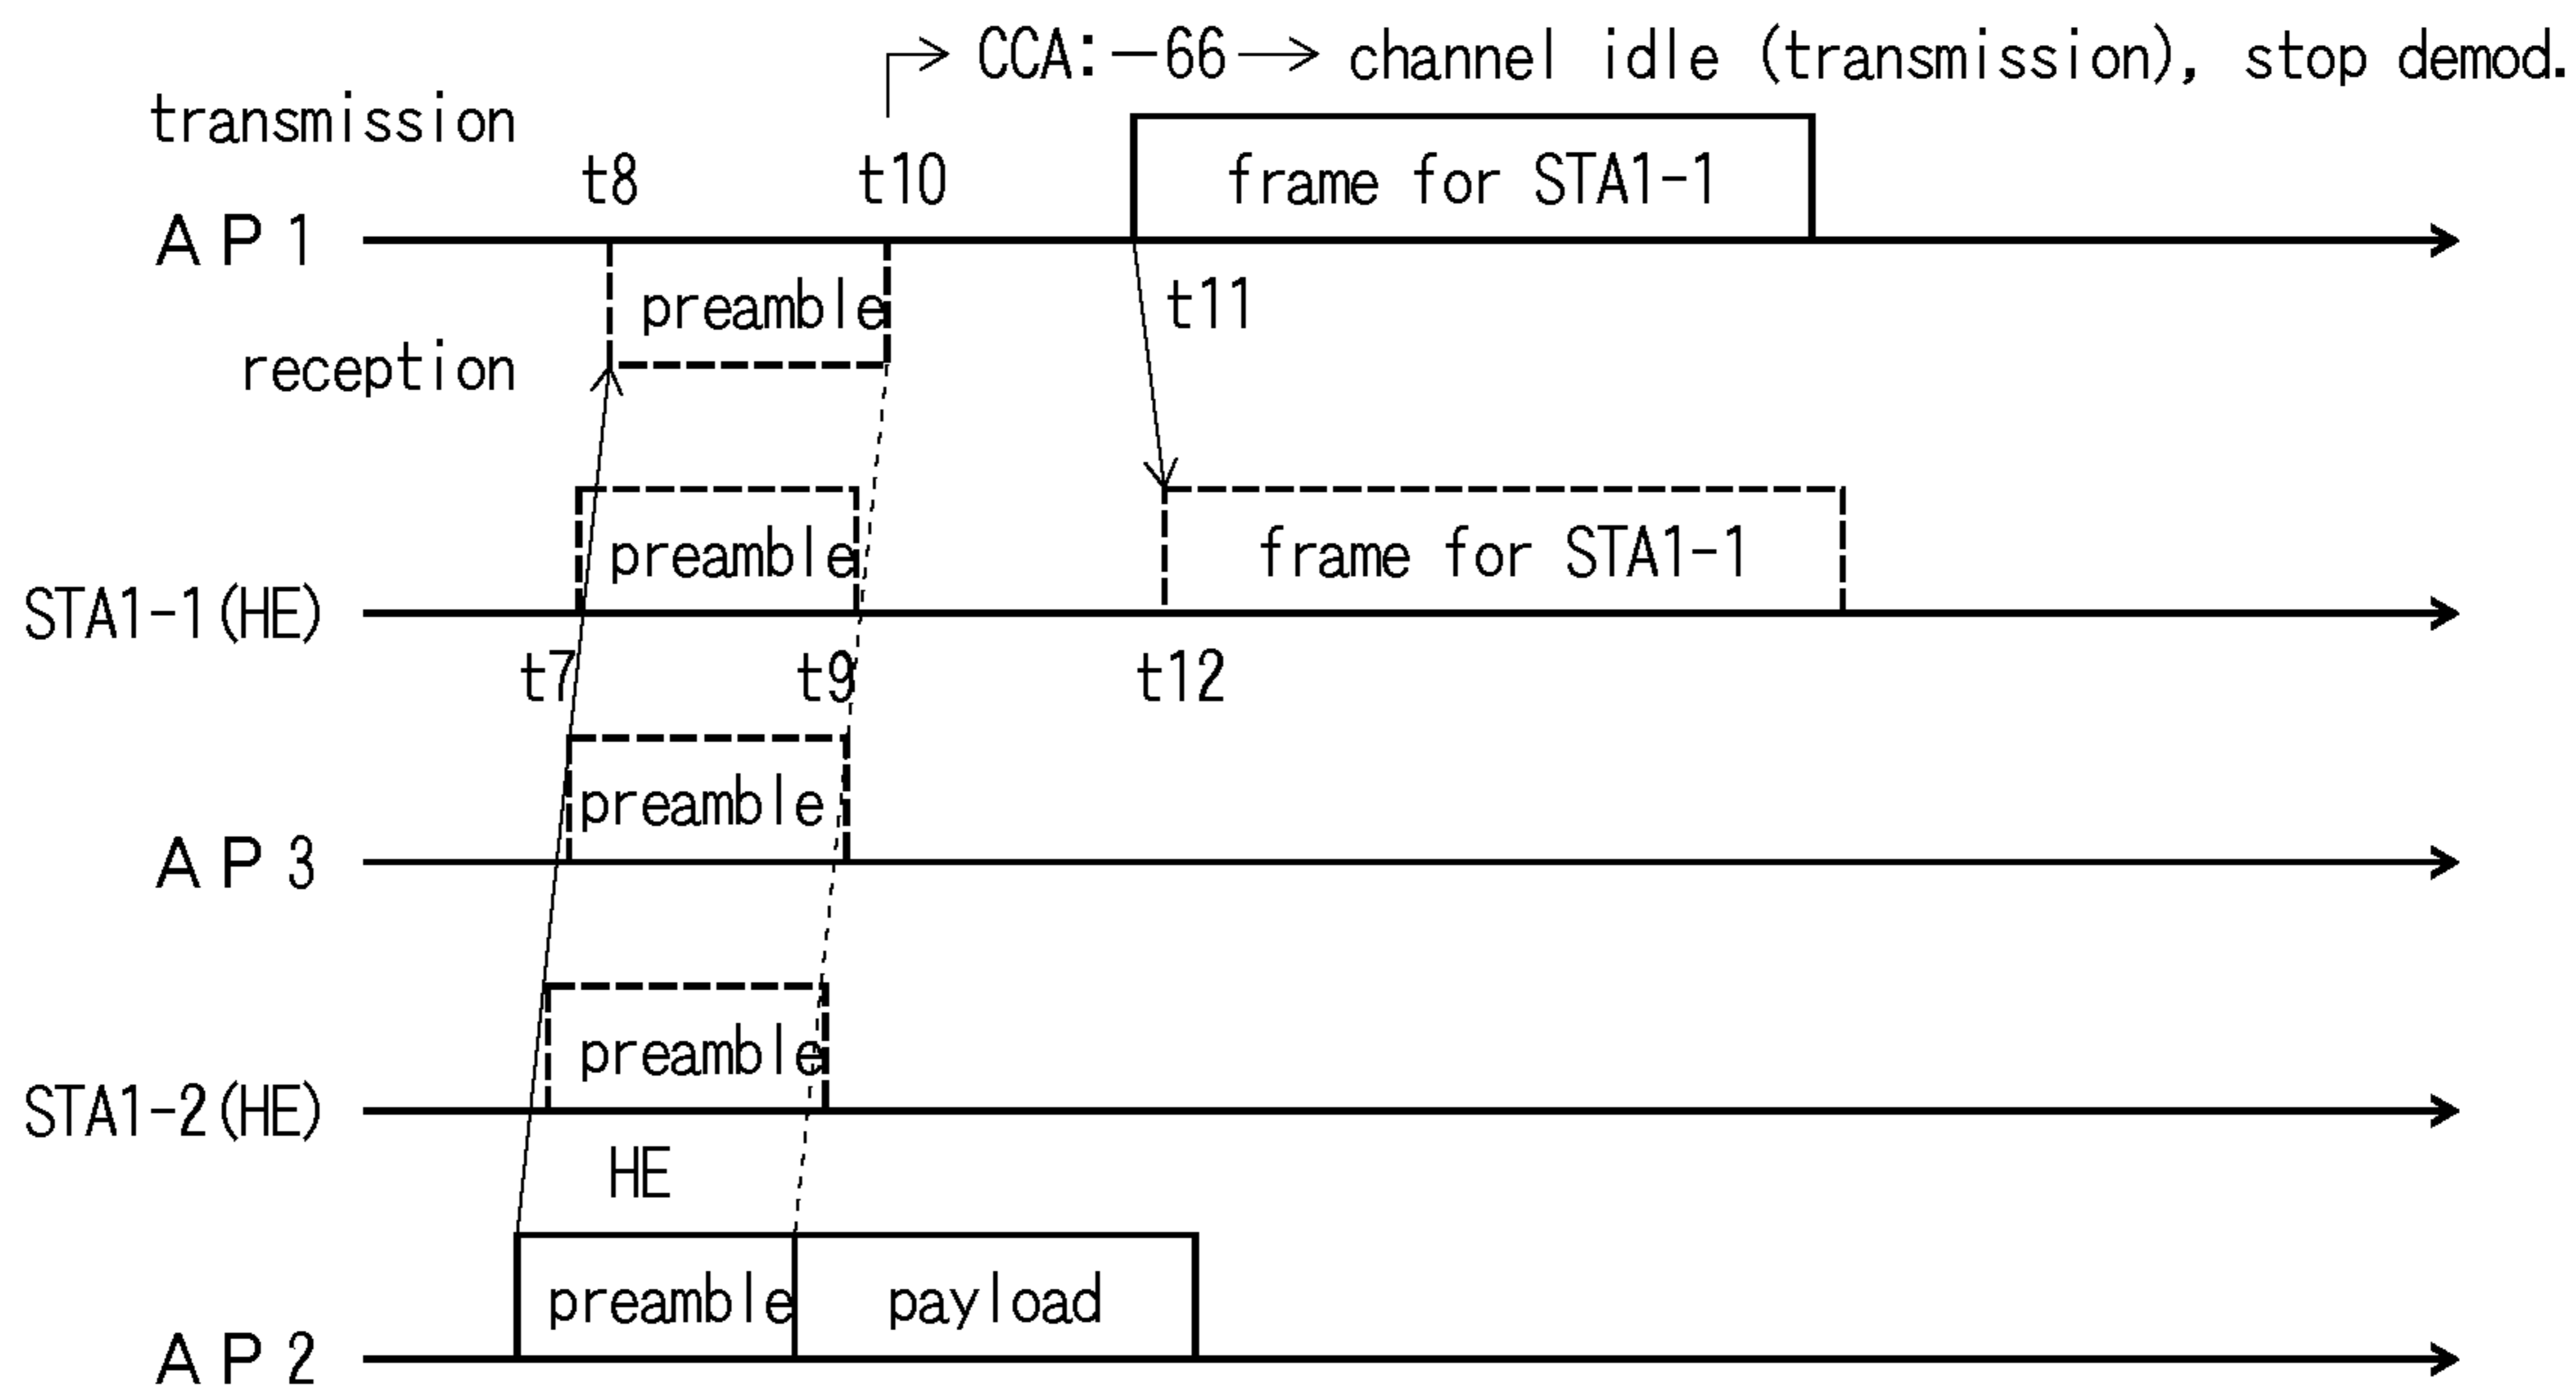 CCA:−66 → channel idle (transmission), stop demod.
transmission
t8 t10 frame for STA1-1
AP1
preamble t11
reception
preamble frame for STA1-1
STA1-1(HE)
t7 t9 t12
preamble
AP3
preamble
STA1-2(HE)
HE
preamble payload
AP2